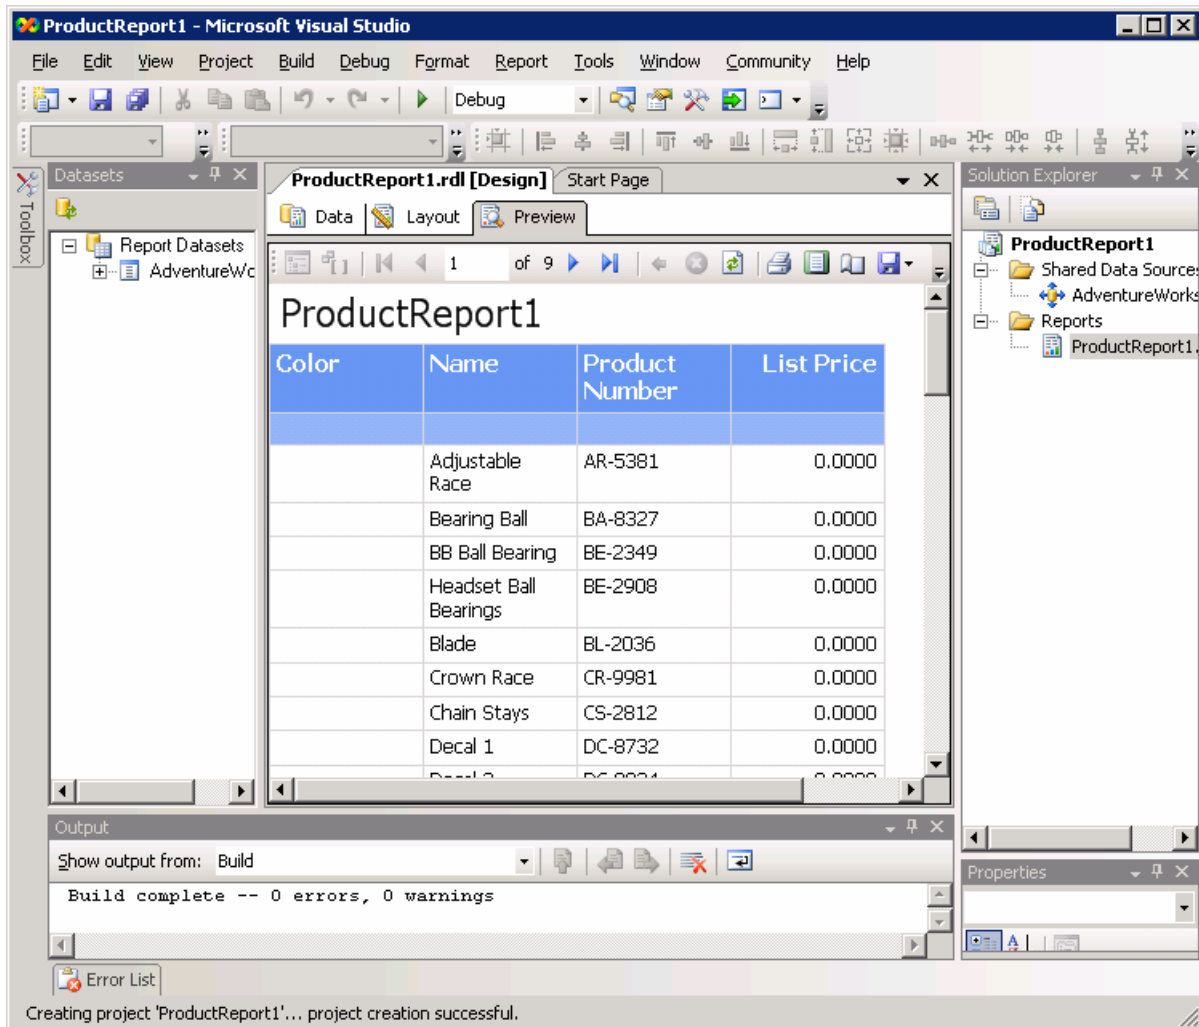 ProductReport1 - Microsoft Visual Studio
File Edit View Project Build Debug Format Report Tools Window Community Help
Debug
Toolbox
Datasets
Report Datasets
AdventureWc
ProductReport1.rdl [Design] Start Page
Data Layout Preview
1 of 9
ProductReport1
Color Name Product Number List Price
Adjustable Race AR-5381 0.0000
Bearing Ball BA-8327 0.0000
BB Ball Bearing BE-2349 0.0000
Headset Ball Bearings BE-2908 0.0000
Blade BL-2036 0.0000
Crown Race CR-9981 0.0000
Chain Stays CS-2812 0.0000
Decal 1 DC-8732 0.0000
Solution Explorer
ProductReport1
Shared Data Sources
AdventureWorks
Reports
ProductReport1.
Output
Show output from: Build
Build complete -- 0 errors, 0 warnings
Properties
Error List
Creating project 'ProductReport1'... project creation successful.